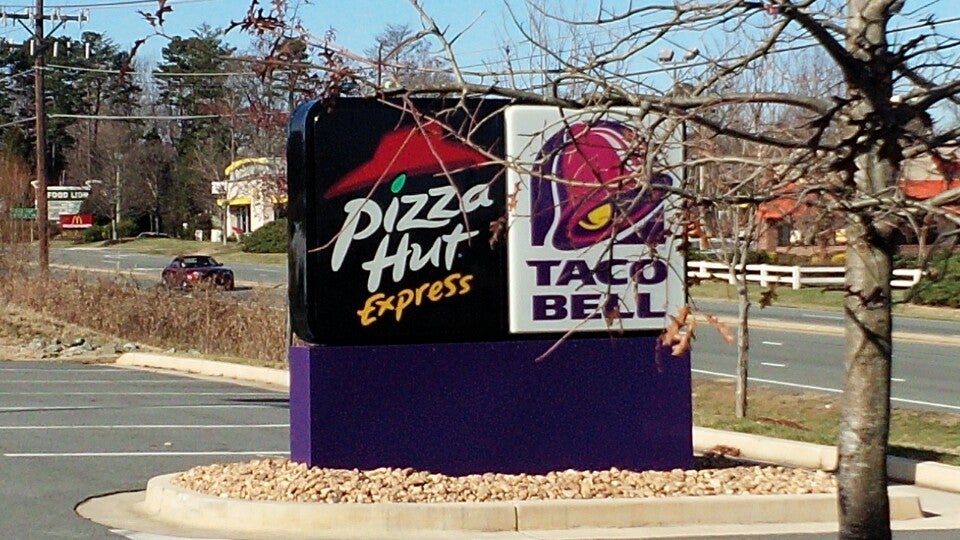 FOOD LION
Pizza
Hut
Express
TACO
BELL